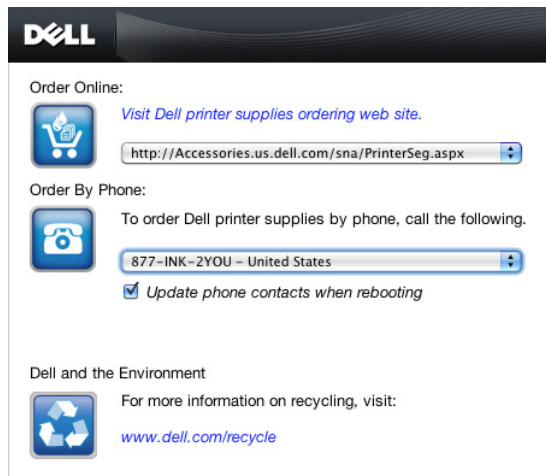 DELL
Order Online:
Visit Dell printer supplies ordering web site.
http://Accessories.us.dell.com/sna/PrinterSeg.aspx
Order By Phone:
To order Dell printer supplies by phone, call the following.
877-INK-2YOU - United States
Update phone contacts when rebooting
Dell and the Environment
For more information on recycling, visit:
www.dell.com/recycle